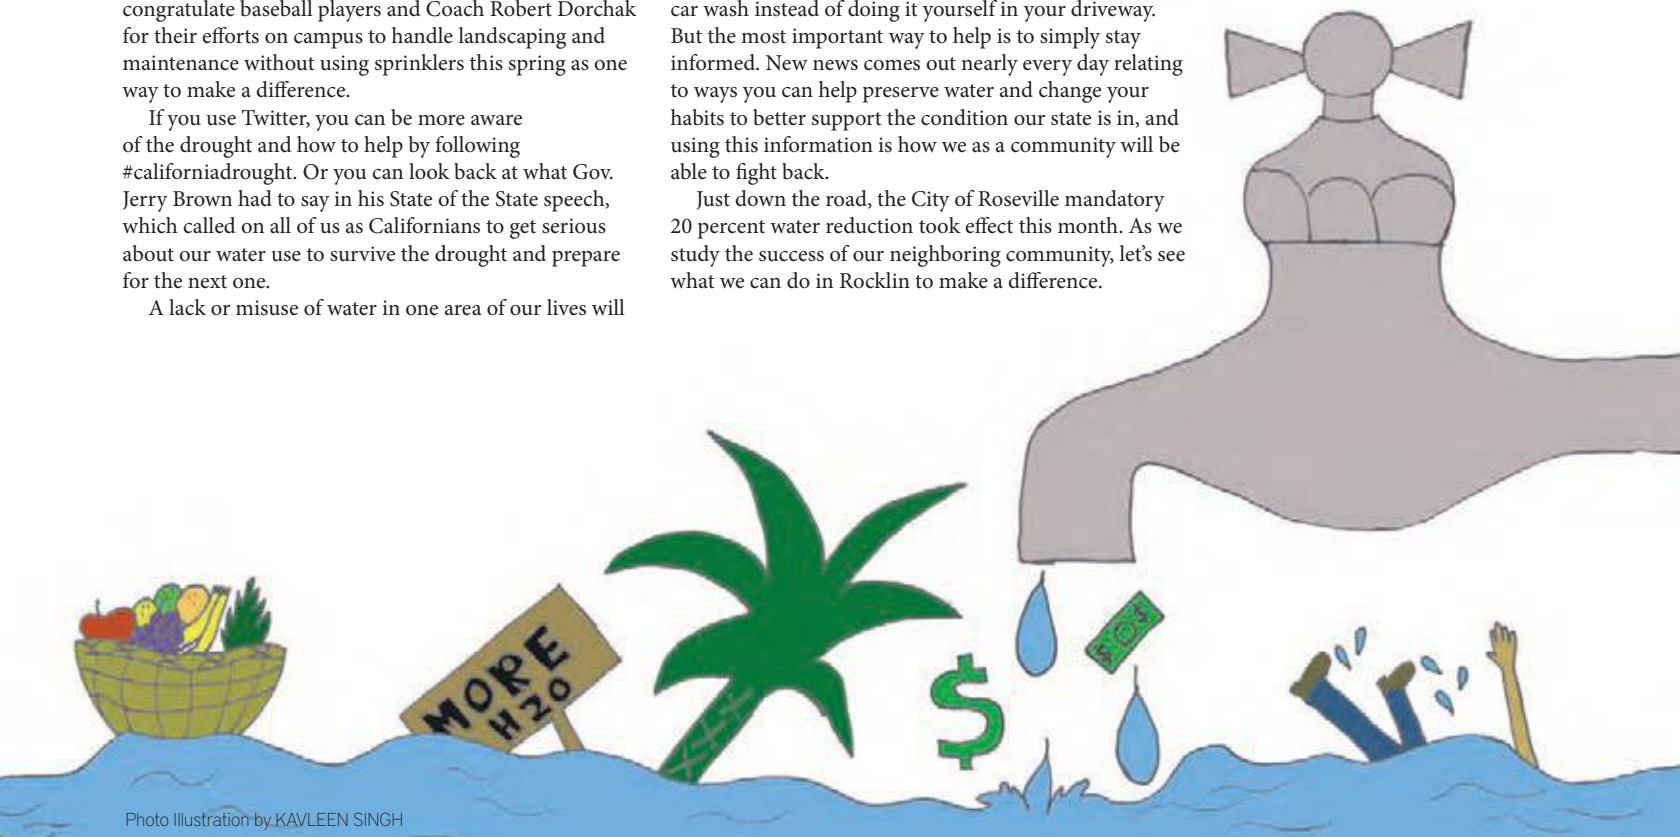 congratulate baseball players and Coach Robert Dorchak
for their efforts on campus to handle landscaping and
maintenance without using sprinklers this spring as one
way to make a difference.
If you use Twitter, you can be more aware
of the drought and how to help by following
#californiadrought. Or you can look back at what Gov.
Jerry Brown had to say in his State of the State speech,
which called on all of us as Californians to get serious
about our water use to survive the drought and prepare
for the next one.
A lack or misuse of water in one area of our lives will
car wash instead of doing it yourself in your driveway.
But the most important way to help is to simply stay
informed. New news comes out nearly every day relating
to ways you can help preserve water and change your
habits to better support the condition our state is in, and
using this information is how we as a community will be
able to fight back.
Just down the road, the City of Roseville mandatory
20 percent water reduction took effect this month. As we
study the success of our neighboring community, let's see
what we can do in Rocklin to make a difference.
MORE
H2O
$
$
$
Photo Illustration by KAVLEEN SINGH